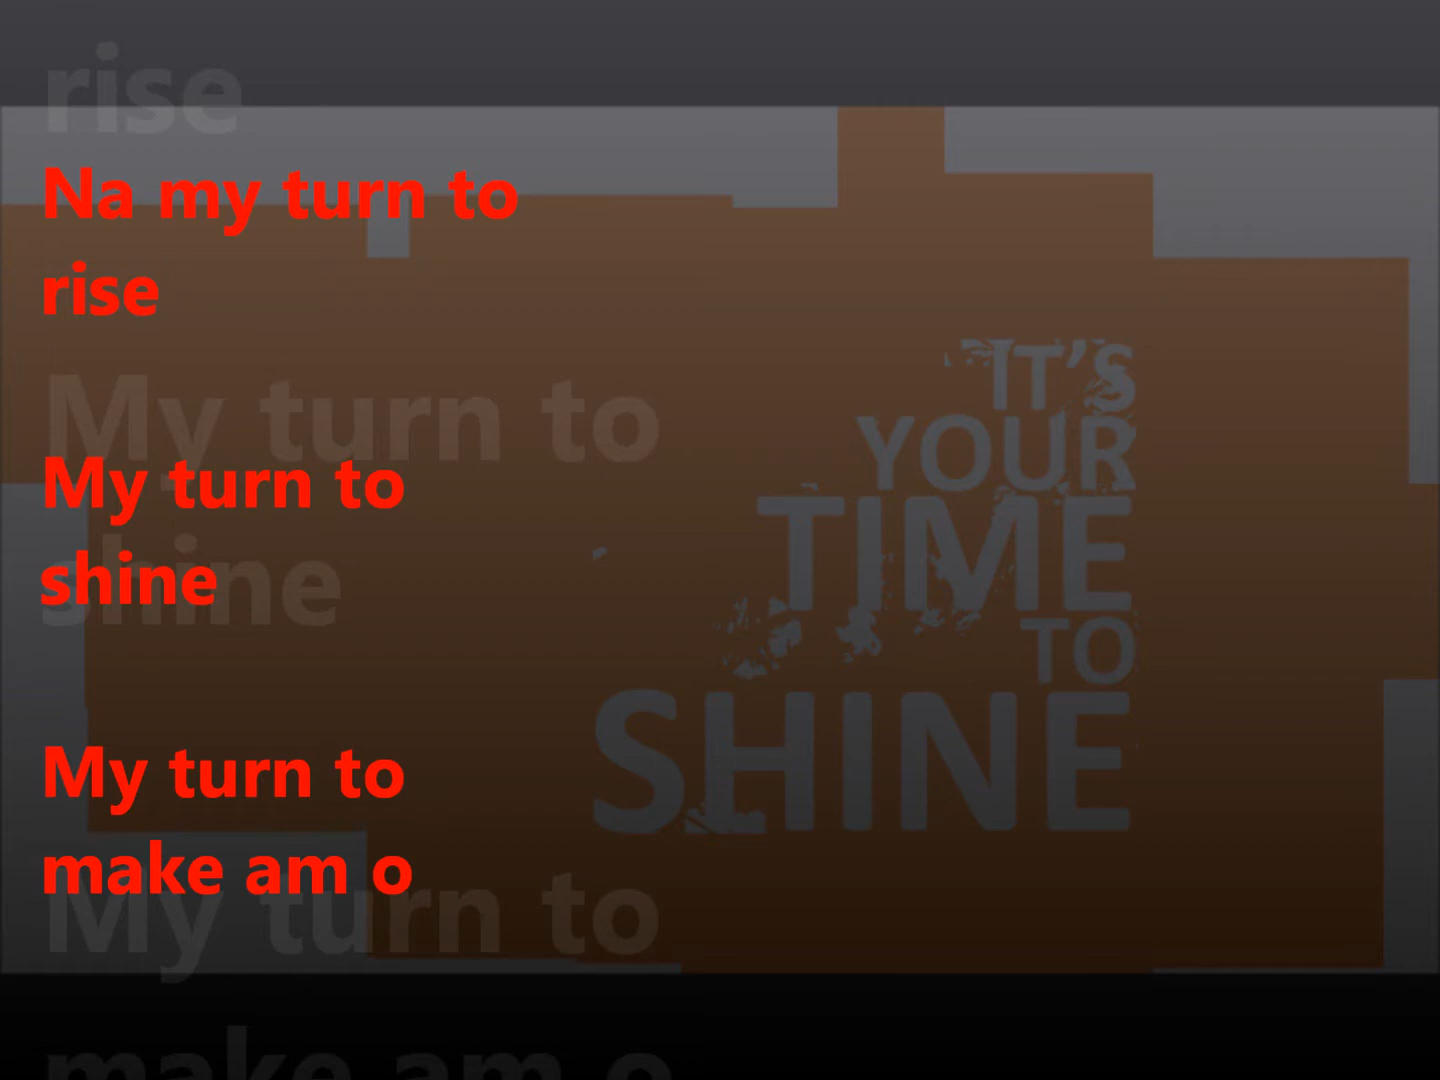 rise
Na my turn to
rise
My turn to
My turn to
shine
shine
My turn to
make am o
My turn to
make am o
IT'S
YOUR
TIME
TO
SHINE